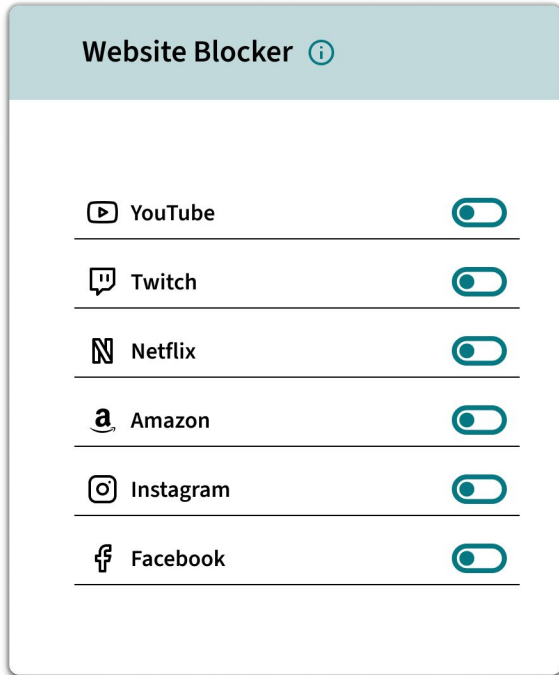 Website Blocker
YouTube
Twitch
Netflix
Amazon
Instagram
Facebook